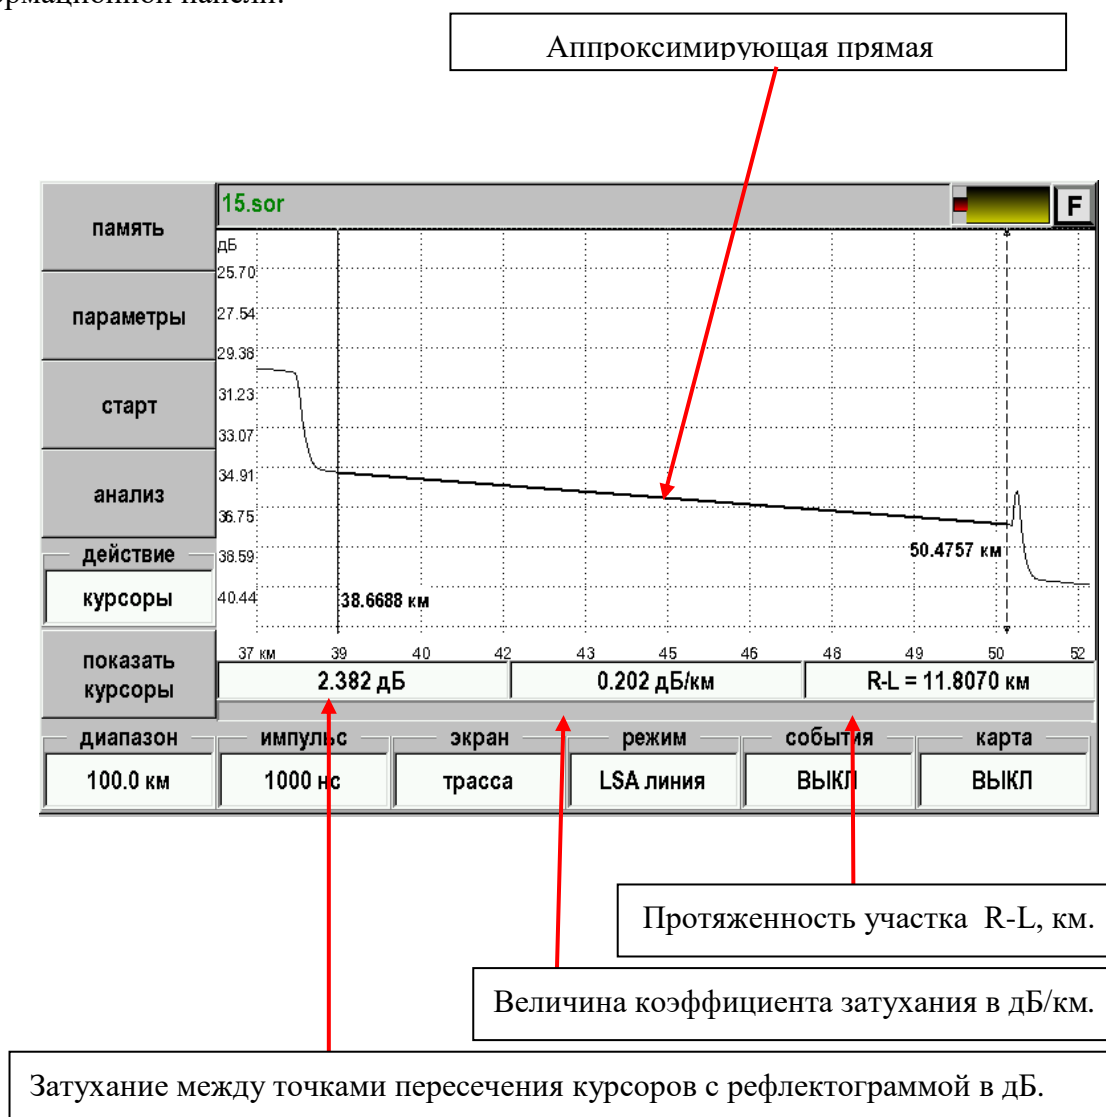 ормационной панели.
Аппроксимирующая прямая
память
15.sor
F
дБ
25.70
параметры
27.54
29.38
старт
31.23
33.07
анализ
34.91
36.75
действие
38.59
50.4757 км
курсоры
40.44
38.6688 км
показать
курсоры
37 км 39 40 42 43 45 46 48 49 50 52
2.382 дБ 0.202 дБ/км R-L = 11.8070 км
диапазон импульс экран режим события карта
100.0 км 1000 нс трасса LSA линия ВЫКЛ ВЫКЛ
Протяженность участка R-L, км.
Величина коэффициента затухания в дБ/км.
Затухание между точками пересечения курсоров с рефлектограммой в дБ.